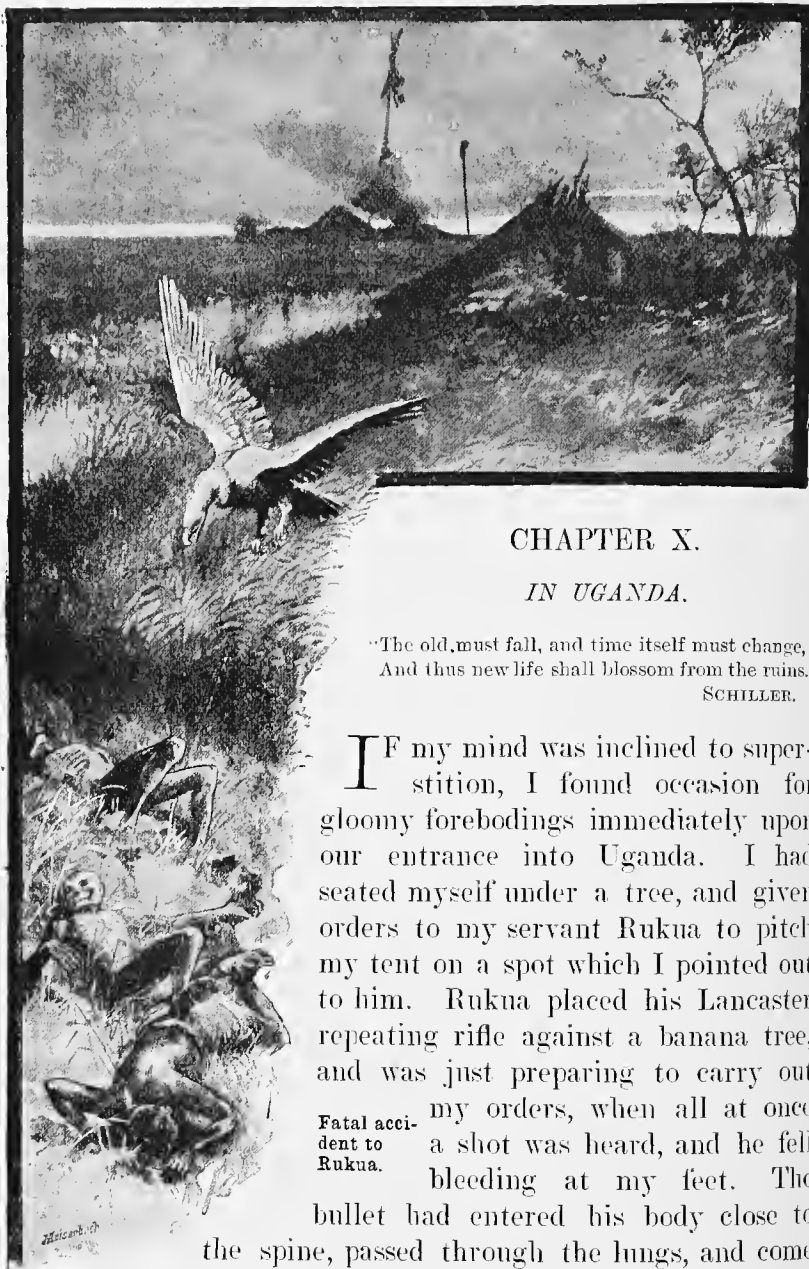 CHAPTER X.
IN UGANDA.
"The old must fall, and time itself must change,
And thus new life shall blossom from the ruins.
SCHILLER.
IF my mind was inclined to super-
stition, I found occasion for
gloomy forebodings immediately upon
our entrance into Uganda. I had
seated myself under a tree, and given
orders to my servant Rukua to pitch
my tent on a spot which I pointed out
to him. Rukua placed his Lancaster
repeating rifle against a banana tree,
and was just preparing to carry out
my orders, when all at once
a shot was heard, and he fell
bleeding at my feet. The
Fatal acci-
dent to
Rukua.
bullet had entered his body close to
the spine, passed through the lungs, and come